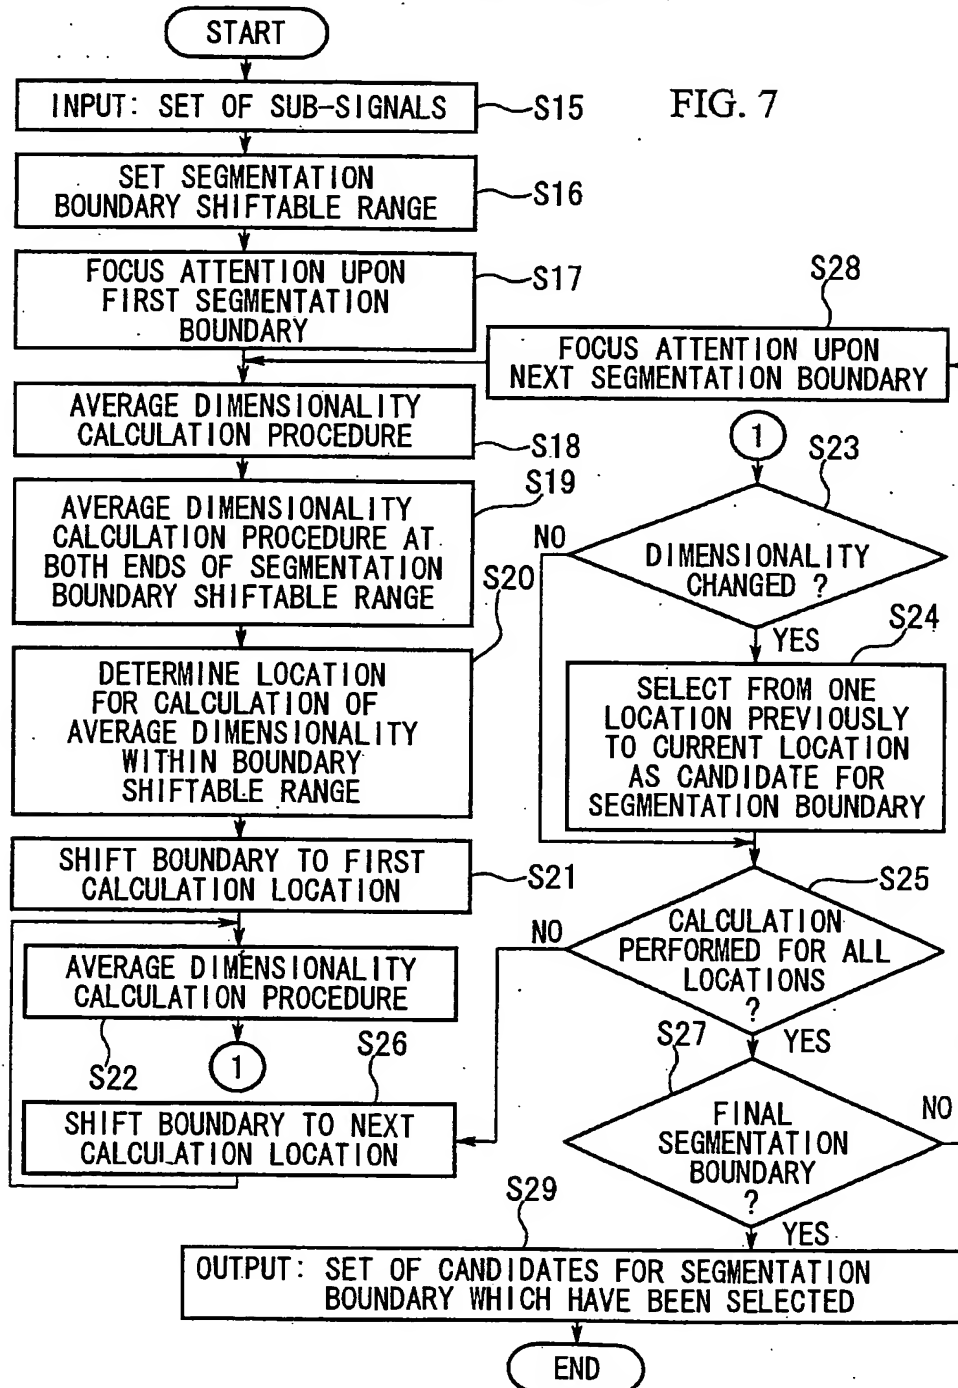 START
INPUT: SET OF SUB-SIGNALS
S15
FIG. 7
SET SEGMENTATION
BOUNDARY SHIFTABLE RANGE
S16
FOCUS ATTENTION UPON
FIRST SEGMENTATION
BOUNDARY
S17
S28
FOCUS ATTENTION UPON
NEXT SEGMENTATION BOUNDARY
AVERAGE DIMENSIONALITY
CALCULATION PROCEDURE
S18
S19
AVERAGE DIMENSIONALITY
CALCULATION PROCEDURE AT
BOTH ENDS OF SEGMENTATION
BOUNDARY SHIFTABLE RANGE
S20
DETERMINE LOCATION
FOR CALCULATION OF
AVERAGE DIMENSIONALITY
WITHIN BOUNDARY
SHIFTABLE RANGE
SHIFT BOUNDARY TO FIRST
CALCULATION LOCATION
S21
AVERAGE DIMENSIONALITY
CALCULATION PROCEDURE
S22
1
S26
SHIFT BOUNDARY TO NEXT
CALCULATION LOCATION
1
S23
NO
DIMENSIONALITY
CHANGED ?
YES
S24
SELECT FROM ONE
LOCATION PREVIOUSLY
TO CURRENT LOCATION
AS CANDIDATE FOR
SEGMENTATION BOUNDARY
S25
NO
CALCULATION
PERFORMED FOR ALL
LOCATIONS
?
YES
S27
FINAL
SEGMENTATION
BOUNDARY
?
NO
YES
S29
OUTPUT: SET OF CANDIDATES FOR SEGMENTATION
BOUNDARY WHICH HAVE BEEN SELECTED
END